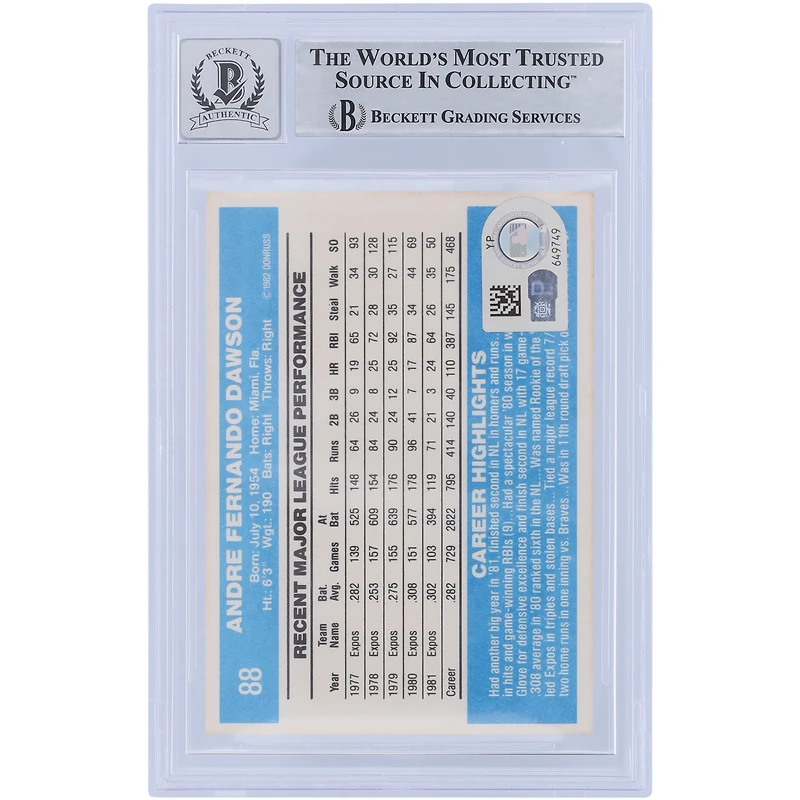 BECKETT
B
AUTHENTIC
THE WORLD'S MOST TRUSTED
SOURCE IN COLLECTING™
B BECKETT GRADING SERVICES
YP
649749
88 ANDRE FERNANDO DAWSON
Born: July 10, 1954 Home: Miami, Fla.
Ht.: 6'3" Wgt.: 190 Bats: Right Throws: Right © 1982 DONRUSS
RECENT MAJOR LEAGUE PERFORMANCE
Year Team Name Bat. Avg. Games At Bat Hits Runs 2B 3B HR RBI Steal Walk SO
1977 Expos .282 139 525 148 64 26 9 19 65 21 34 93
1978 Expos .253 157 609 154 84 24 8 25 72 28 30 128
1979 Expos .275 155 639 176 90 24 12 25 92 35 27 115
1980 Expos .308 151 577 178 96 41 7 17 87 34 44 69
1981 Expos .302 103 394 119 71 21 3 24 64 26 35 50
Career .282 729 2822 795 414 140 40 110 387 145 175 468
CAREER HIGHLIGHTS
Had another big year in '81, finished second in NL in homers and runs...
in hits and game-winning RBIs (9)...Had a spectacular '80 season in w
Glove for defensive excellence and finish second in NL with 17 game-
.308 average in '80 ranked sixth in the NL... Was named Rookie of the
led Expos in triples and stolen bases... Tied a major league record 7/
two home runs in one inning vs. Braves... Was in 11th round draft pick o